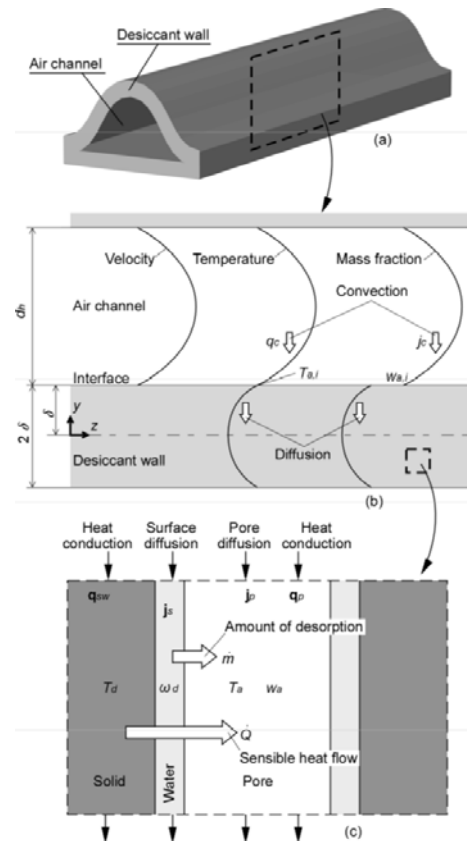 Desiccant wall
Air channel
(a)
Velocity
Temperature
Mass fraction
Convection
Air channel
dh
qc
jc
Ta,i
wa,i
Interface
y
z
δ
2 δ
Diffusion
Desiccant wall
(b)
Heat conduction
Surface diffusion
Pore diffusion
Heat conduction
qsw
js
jp
qp
Amount of desorption
ṁ
Td
ωd
Ta
wa
Q̇
Sensible heat flow
Solid
Water
Pore
(c)